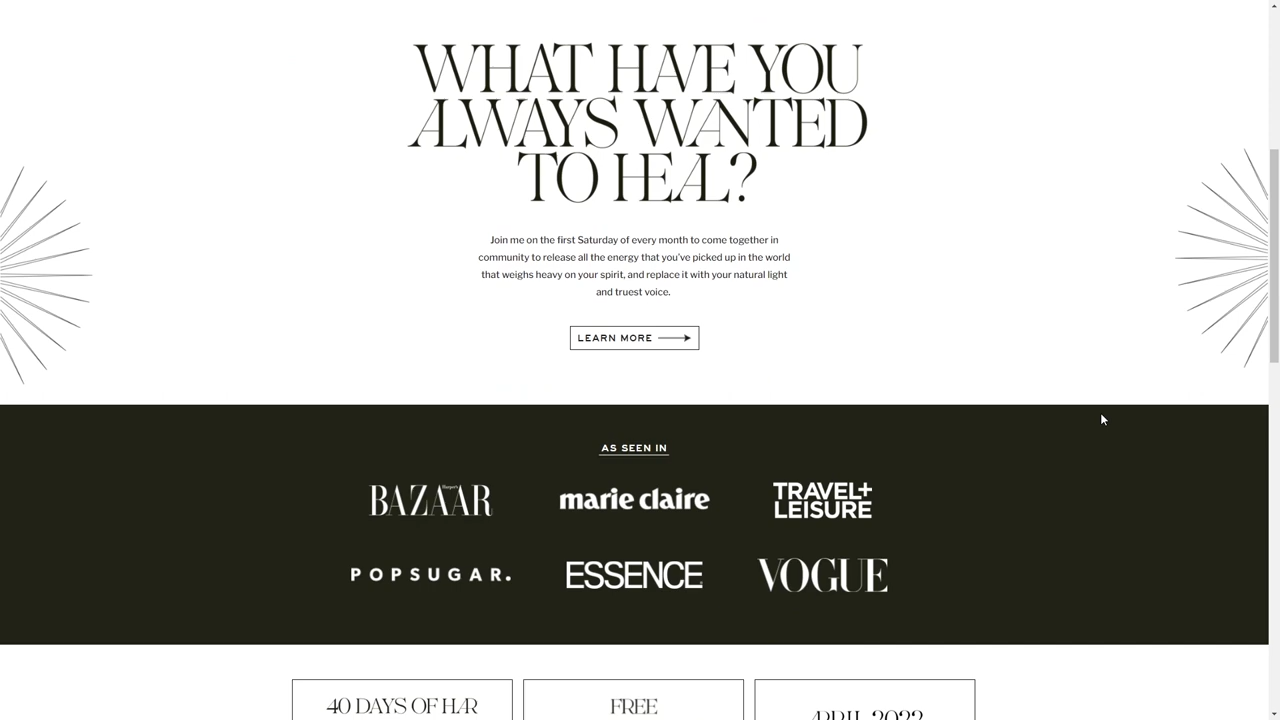 WHAT HAVE YOU
ALWAYS WANTED
TO HEAL?
Join me on the first Saturday of every month to come together in
community to release all the energy that you've picked up in the world
that weighs heavy on your spirit, and replace it with your natural light
and truest voice.
LEARN MORE
AS SEEN IN
Harper's
BAZAAR
marie claire
TRAVEL+
LEISURE
POPSUGAR.
ESSENCE
VOGUE
40 DAYS OF HAR
FREE
APRIL 2022